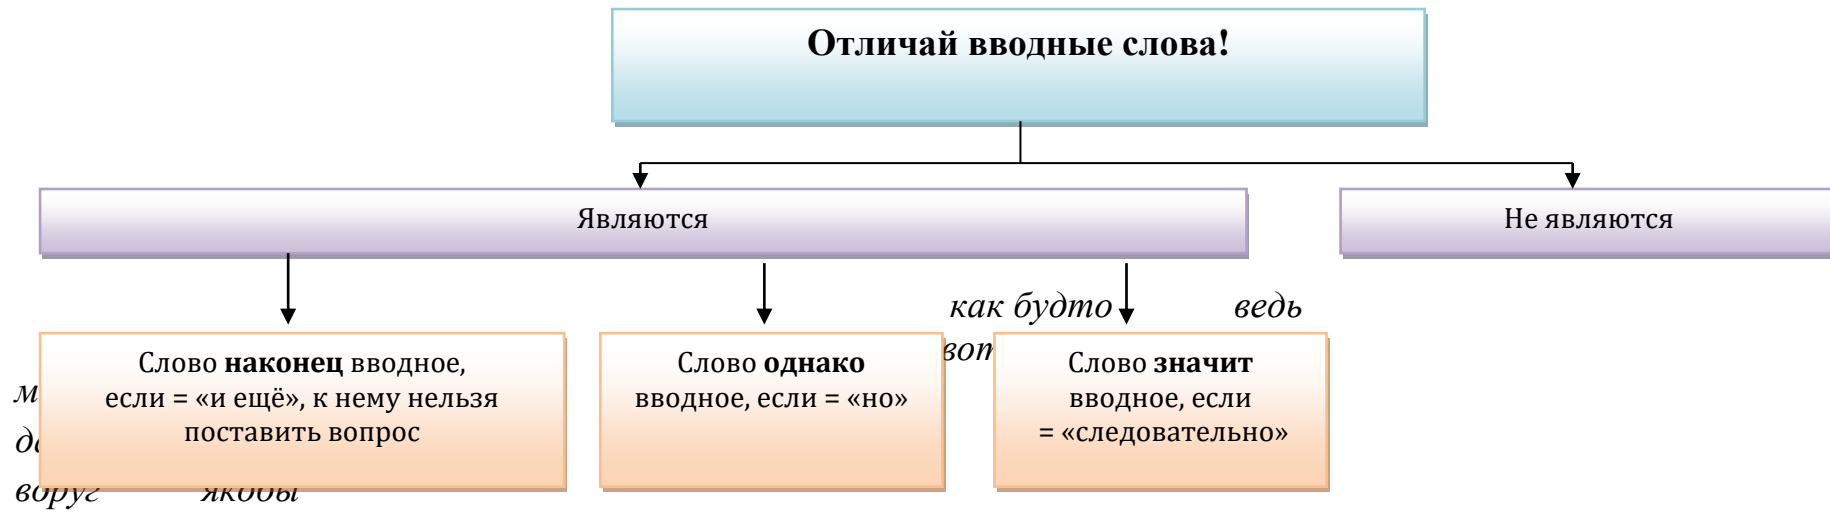 Отличай вводные слова!
Являются
Не являются
как будто ведь
Слово наконец вводное,
если = «и ещё», к нему нельзя
поставить вопрос
Слово однако
вводное, если = «но»
Слово значит
вводное, если
= «следовательно»
якобы